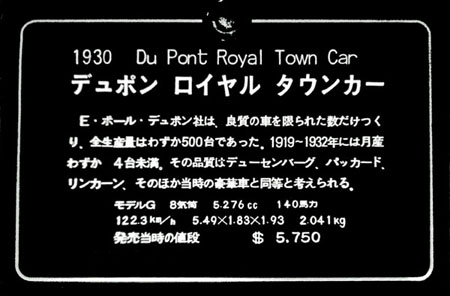 1930 Du Pont Royal Town Car
デュポン ロイヤル タウンカー
E・ポール・デュポン社は、良質の車を限られた数だけつく
り、全生産量はわずか500台であった。1919~1932年には月産
わずか 4台未満。その品質はデューセンバーグ、パッカード、
リンカーン、そのほか当時の豪華車と同等と考えられる。
モデルG 8気筒 5.276cc 140馬力
122.3km/h 5.49×1.83×1.93 2.041kg
発売当時の値段 $ 5.750